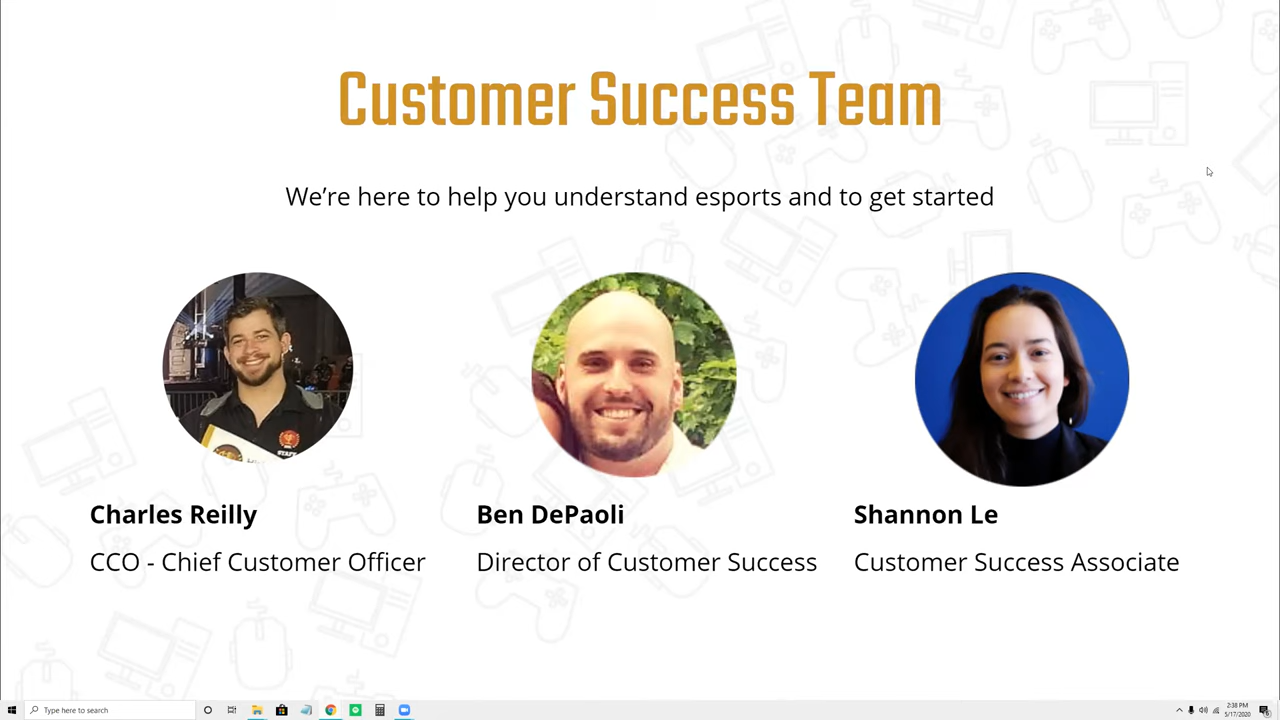 Customer Success Team
We’re here to help you understand esports and to get started
Charles Reilly
Ben DePaoli
Shannon Le
CCO - Chief Customer Officer
Director of Customer Success
Customer Success Associate
Type here to search
2:38 PM
5/17/2020